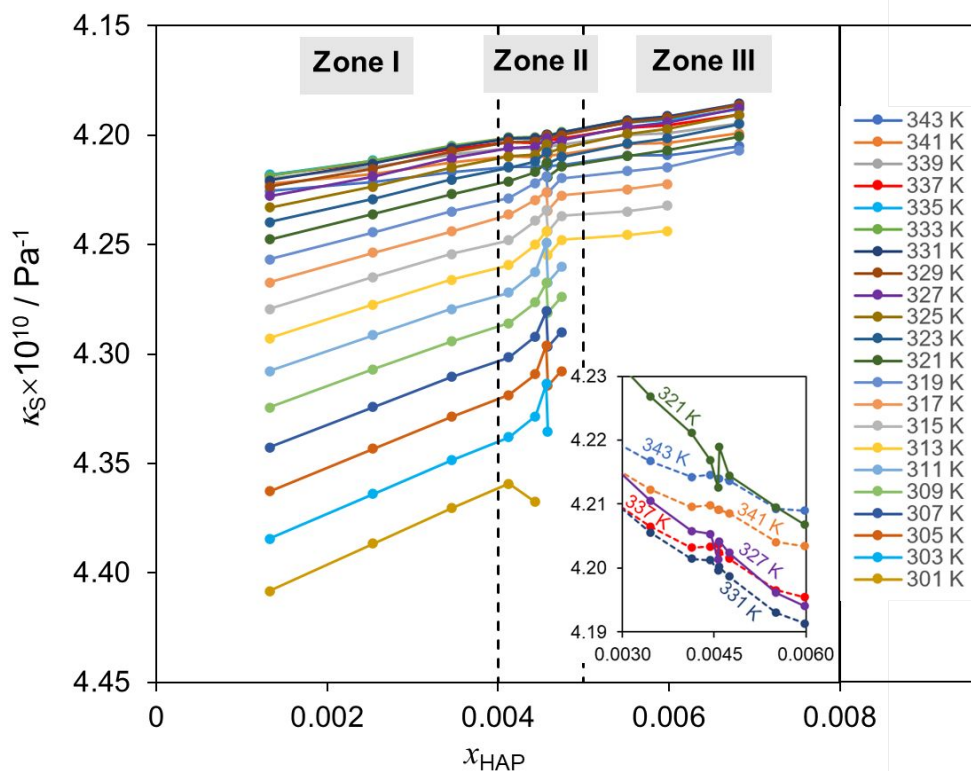 4.15
Zone I
Zone II
Zone III
4.20
343 K
341 K
339 K
337 K
4.25
335 K
333 K
331 K
329 K
κS×10¹⁰ / Pa⁻¹
327 K
4.30
325 K
323 K
321 K
319 K
4.35
317 K
315 K
313 K
311 K
4.40
309 K
307 K
305 K
303 K
301 K
4.45
0
0.002
0.004
0.006
0.008
xHAP
4.23
321 K
4.22
343 K
4.21
341 K
337 K
327 K
4.20
331 K
4.19
0.0030
0.0045
0.0060